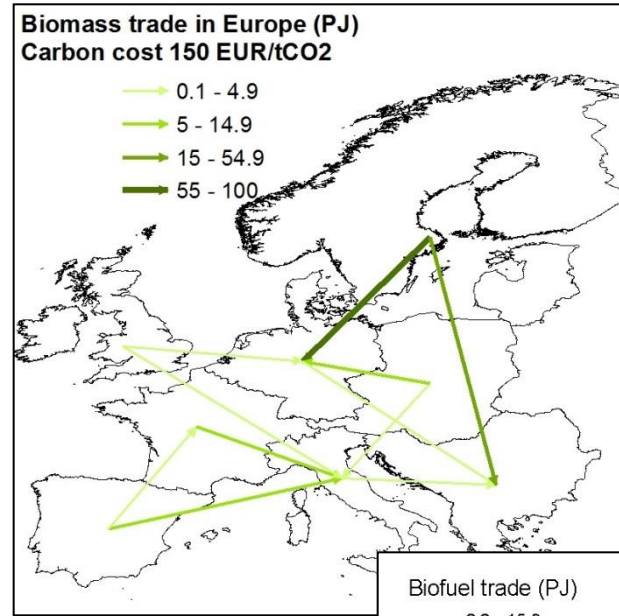 Biomass trade in Europe (PJ)
Carbon cost 150 EUR/tCO2
0.1 - 4.9
5 - 14.9
15 - 54.9
55 - 100
Biofuel trade (PJ)